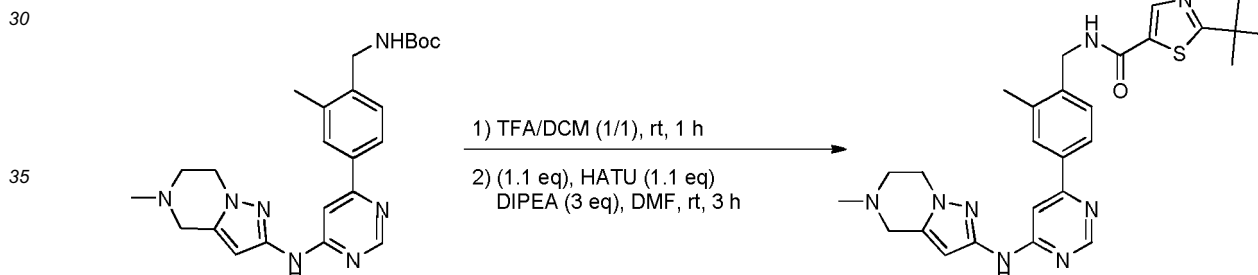 30
NHBoc
N
H
N
S
O
1) TFA/DCM (1/1), rt, 1 h
35
2) (1.1 eq), HATU (1.1 eq)
DIPEA (3 eq), DMF, rt, 3 h
N
N
N
N
N
N
H
N
N
N
N
N
N
H